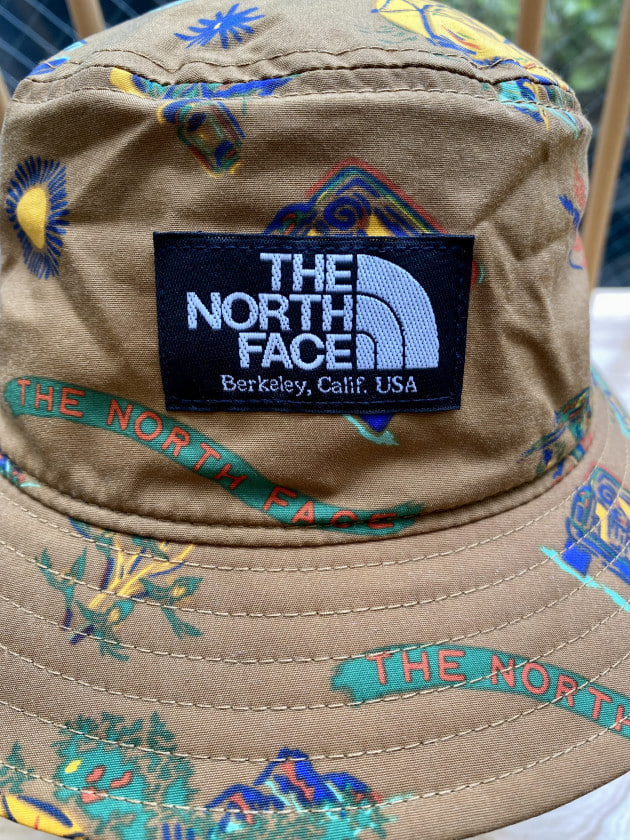 THE
NORTH
FACE
Berkeley, Calif. USA
THE NORTH FACE
THE NORTH